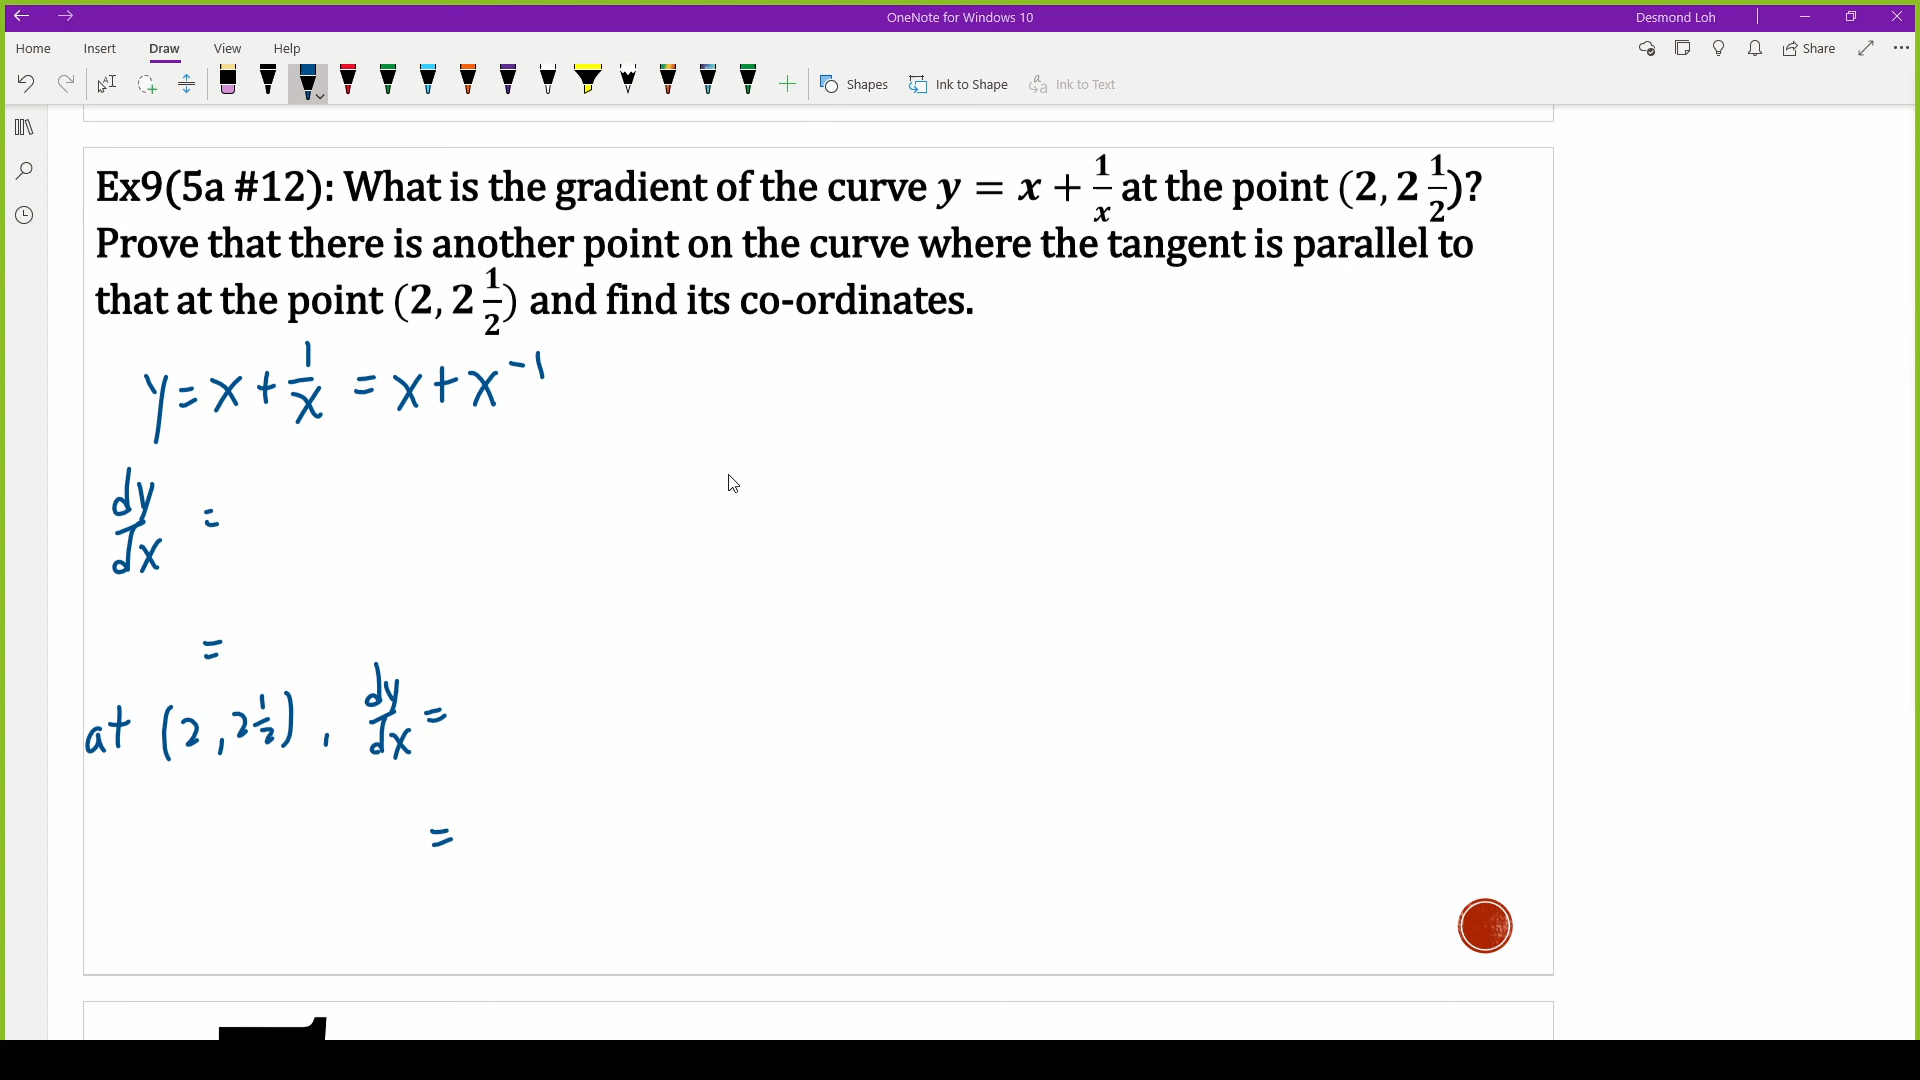 OneNote for Windows 10
Desmond Loh
Home Insert Draw View Help
Share
Shapes Ink to Shape Ink to Text
Ex9(5a #12): What is the gradient of the curve y = x + 1/x at the point (2, 2 1/2)?
Prove that there is another point on the curve where the tangent is parallel to
that at the point (2, 2 1/2) and find its co-ordinates.
y = x + 1/x = x + x⁻¹
dy/dx =
=
at (2, 2 1/2), dy/dx =
=